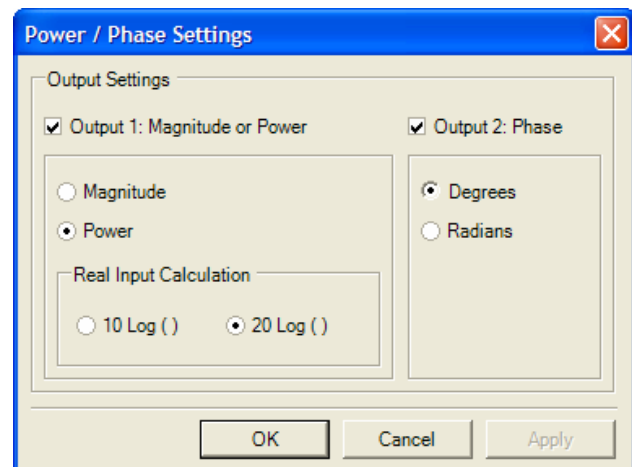 Power / Phase Settings
Output Settings
Output 1: Magnitude or Power
Output 2: Phase
Magnitude
Power
Real Input Calculation
10 Log ( )
20 Log ( )
Degrees
Radians
OK
Cancel
Apply